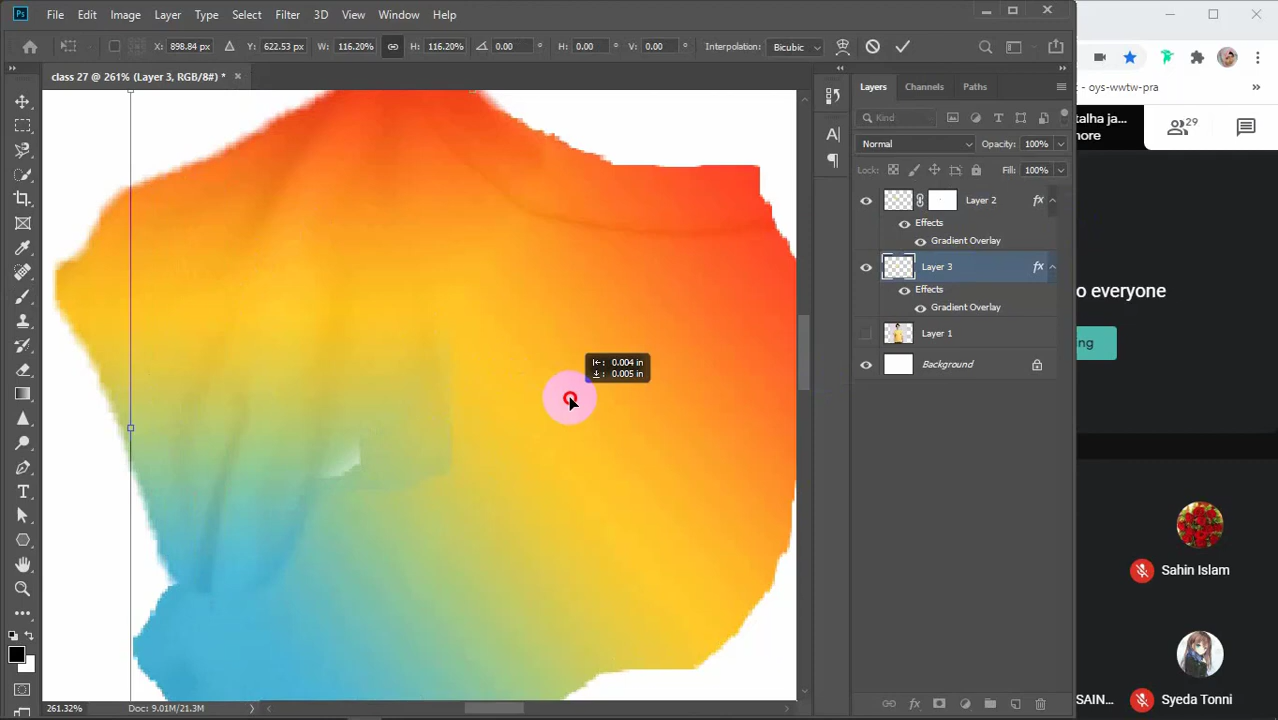 Ps File Edit Image Layer Type Select Filter 3D View Window Help
X: 898.84 px Y: 622.53 px W: 116.20% H: 116.20% 0.00 ° H: 0.00 ° V: 0.00 ° Interpolation: Bicubic
class 27 @ 261% (Layer 3, RGB/8#) * ×
Layers Channels Paths
Kind
Normal Opacity: 100%
Lock: Fill: 100%
Layer 2 fx
Effects
Gradient Overlay
Layer 3 fx
Effects
Gradient Overlay
Layer 1
Background
0.004 in
0.005 in
261.32% Doc: 9.01M/21.3M
- oys-wwtw-pra
talha ja...
more
29
o everyone
ng
Sahin Islam
SAIN...
Syeda Tonni